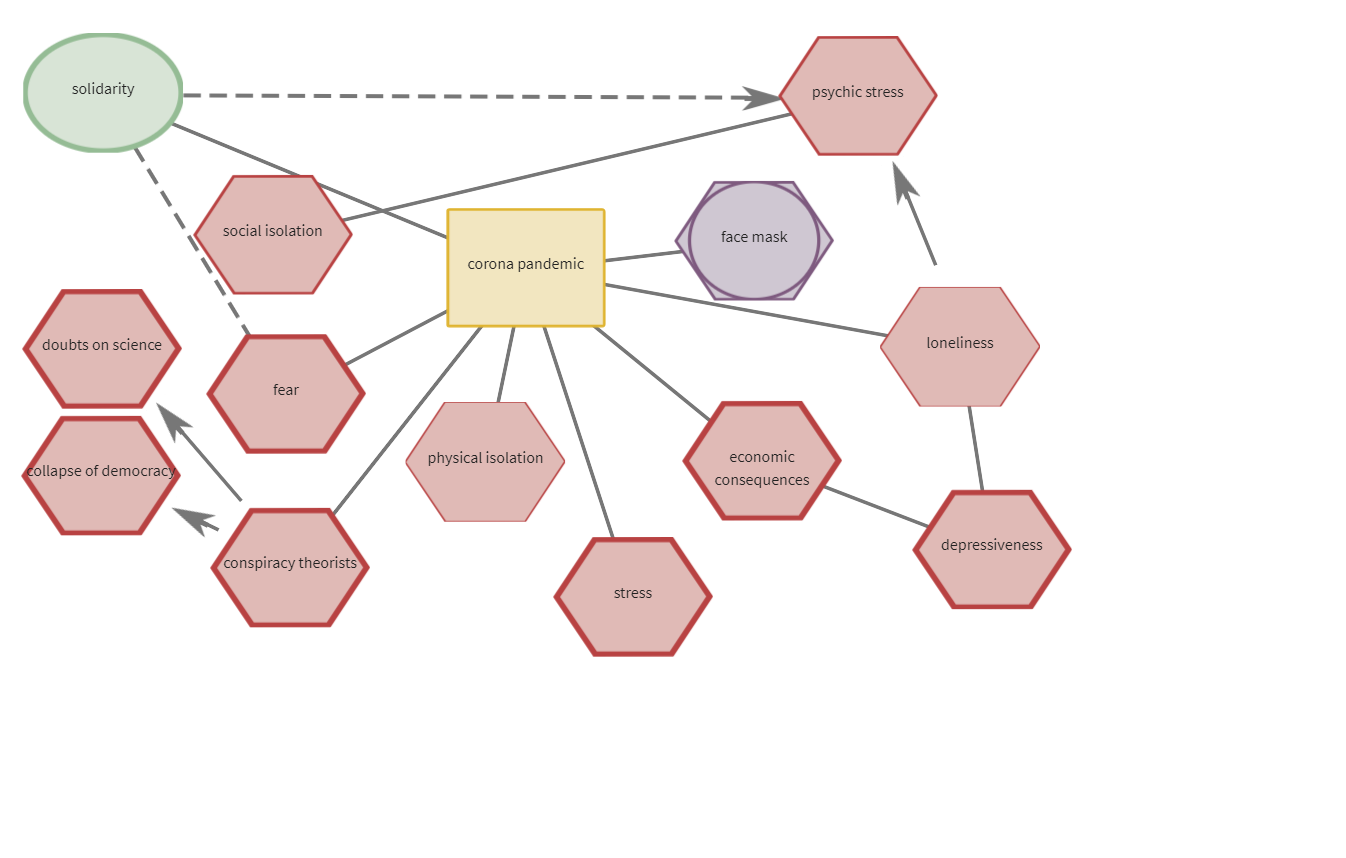 solidarity
psychic stress
social isolation
face mask
corona pandemic
doubts on science
loneliness
fear
physical isolation
economic
consequences
collapse of democracy
depressiveness
conspiracy theorists
stress